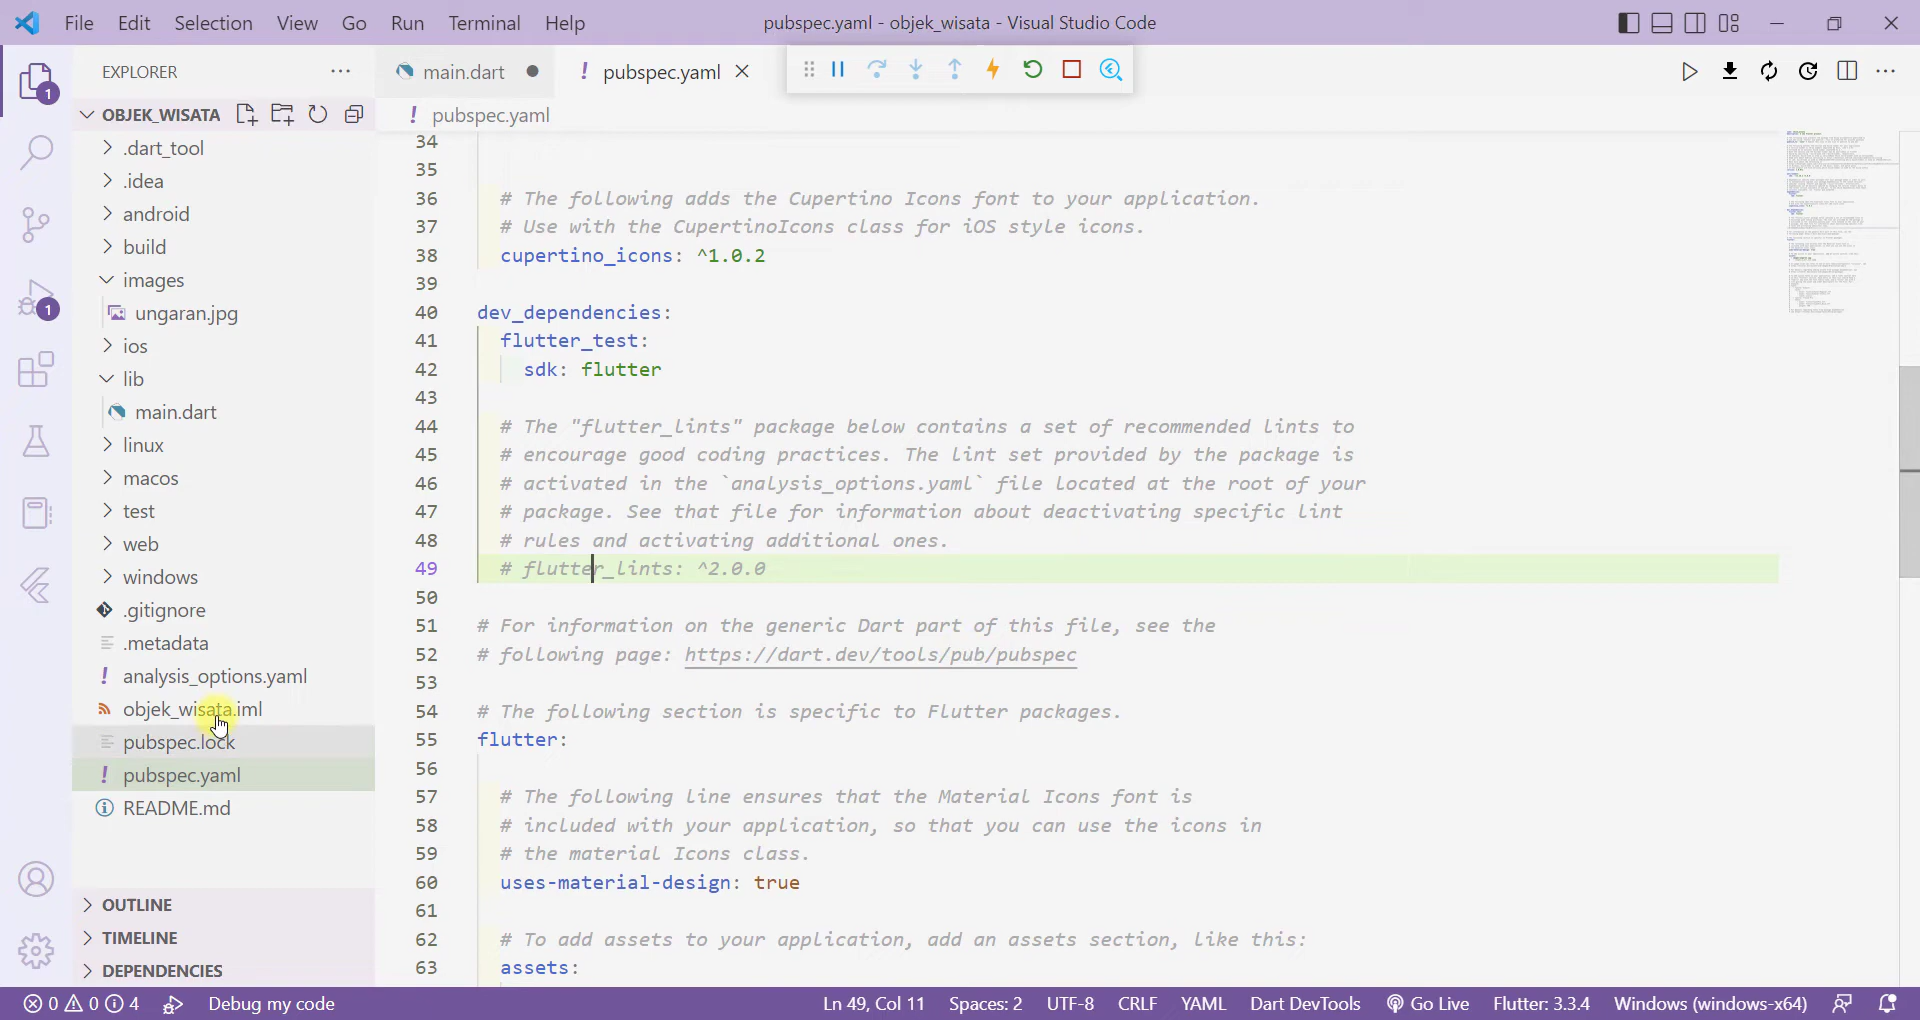 File Edit Selection View Go Run Terminal Help pubspec.yaml - objek_wisata - Visual Studio Code
EXPLORER
main.dart
! pubspec.yaml
OBJEK_WISATA
! pubspec.yaml
.dart_tool
.idea
android
build
images
ungaran.jpg
ios
lib
main.dart
linux
macos
test
web
windows
.gitignore
.metadata
! analysis_options.yaml
objek_wisata.iml
pubspec.lock
! pubspec.yaml
README.md
OUTLINE
TIMELINE
DEPENDENCIES
1
1
34
35
36 # The following adds the Cupertino Icons font to your application.
37 # Use with the CupertinoIcons class for iOS style icons.
38 cupertino_icons: ^1.0.2
39
40 dev_dependencies:
41 flutter_test:
42 sdk: flutter
43
44 # The "flutter_lints" package below contains a set of recommended lints to
45 # encourage good coding practices. The lint set provided by the package is
46 # activated in the `analysis_options.yaml` file located at the root of your
47 # package. See that file for information about deactivating specific lint
48 # rules and activating additional ones.
49 # flutter_lints: ^2.0.0
50
51 # For information on the generic Dart part of this file, see the
52 # following page: https://dart.dev/tools/pub/pubspec
53
54 # The following section is specific to Flutter packages.
55 flutter:
56
57 # The following line ensures that the Material Icons font is
58 # included with your application, so that you can use the icons in
59 # the material Icons class.
60 uses-material-design: true
61
62 # To add assets to your application, add an assets section, like this:
63 assets:
0 0 4 Debug my code Ln 49, Col 11 Spaces: 2 UTF-8 CRLF YAML Dart DevTools Go Live Flutter: 3.3.4 Windows (windows-x64)